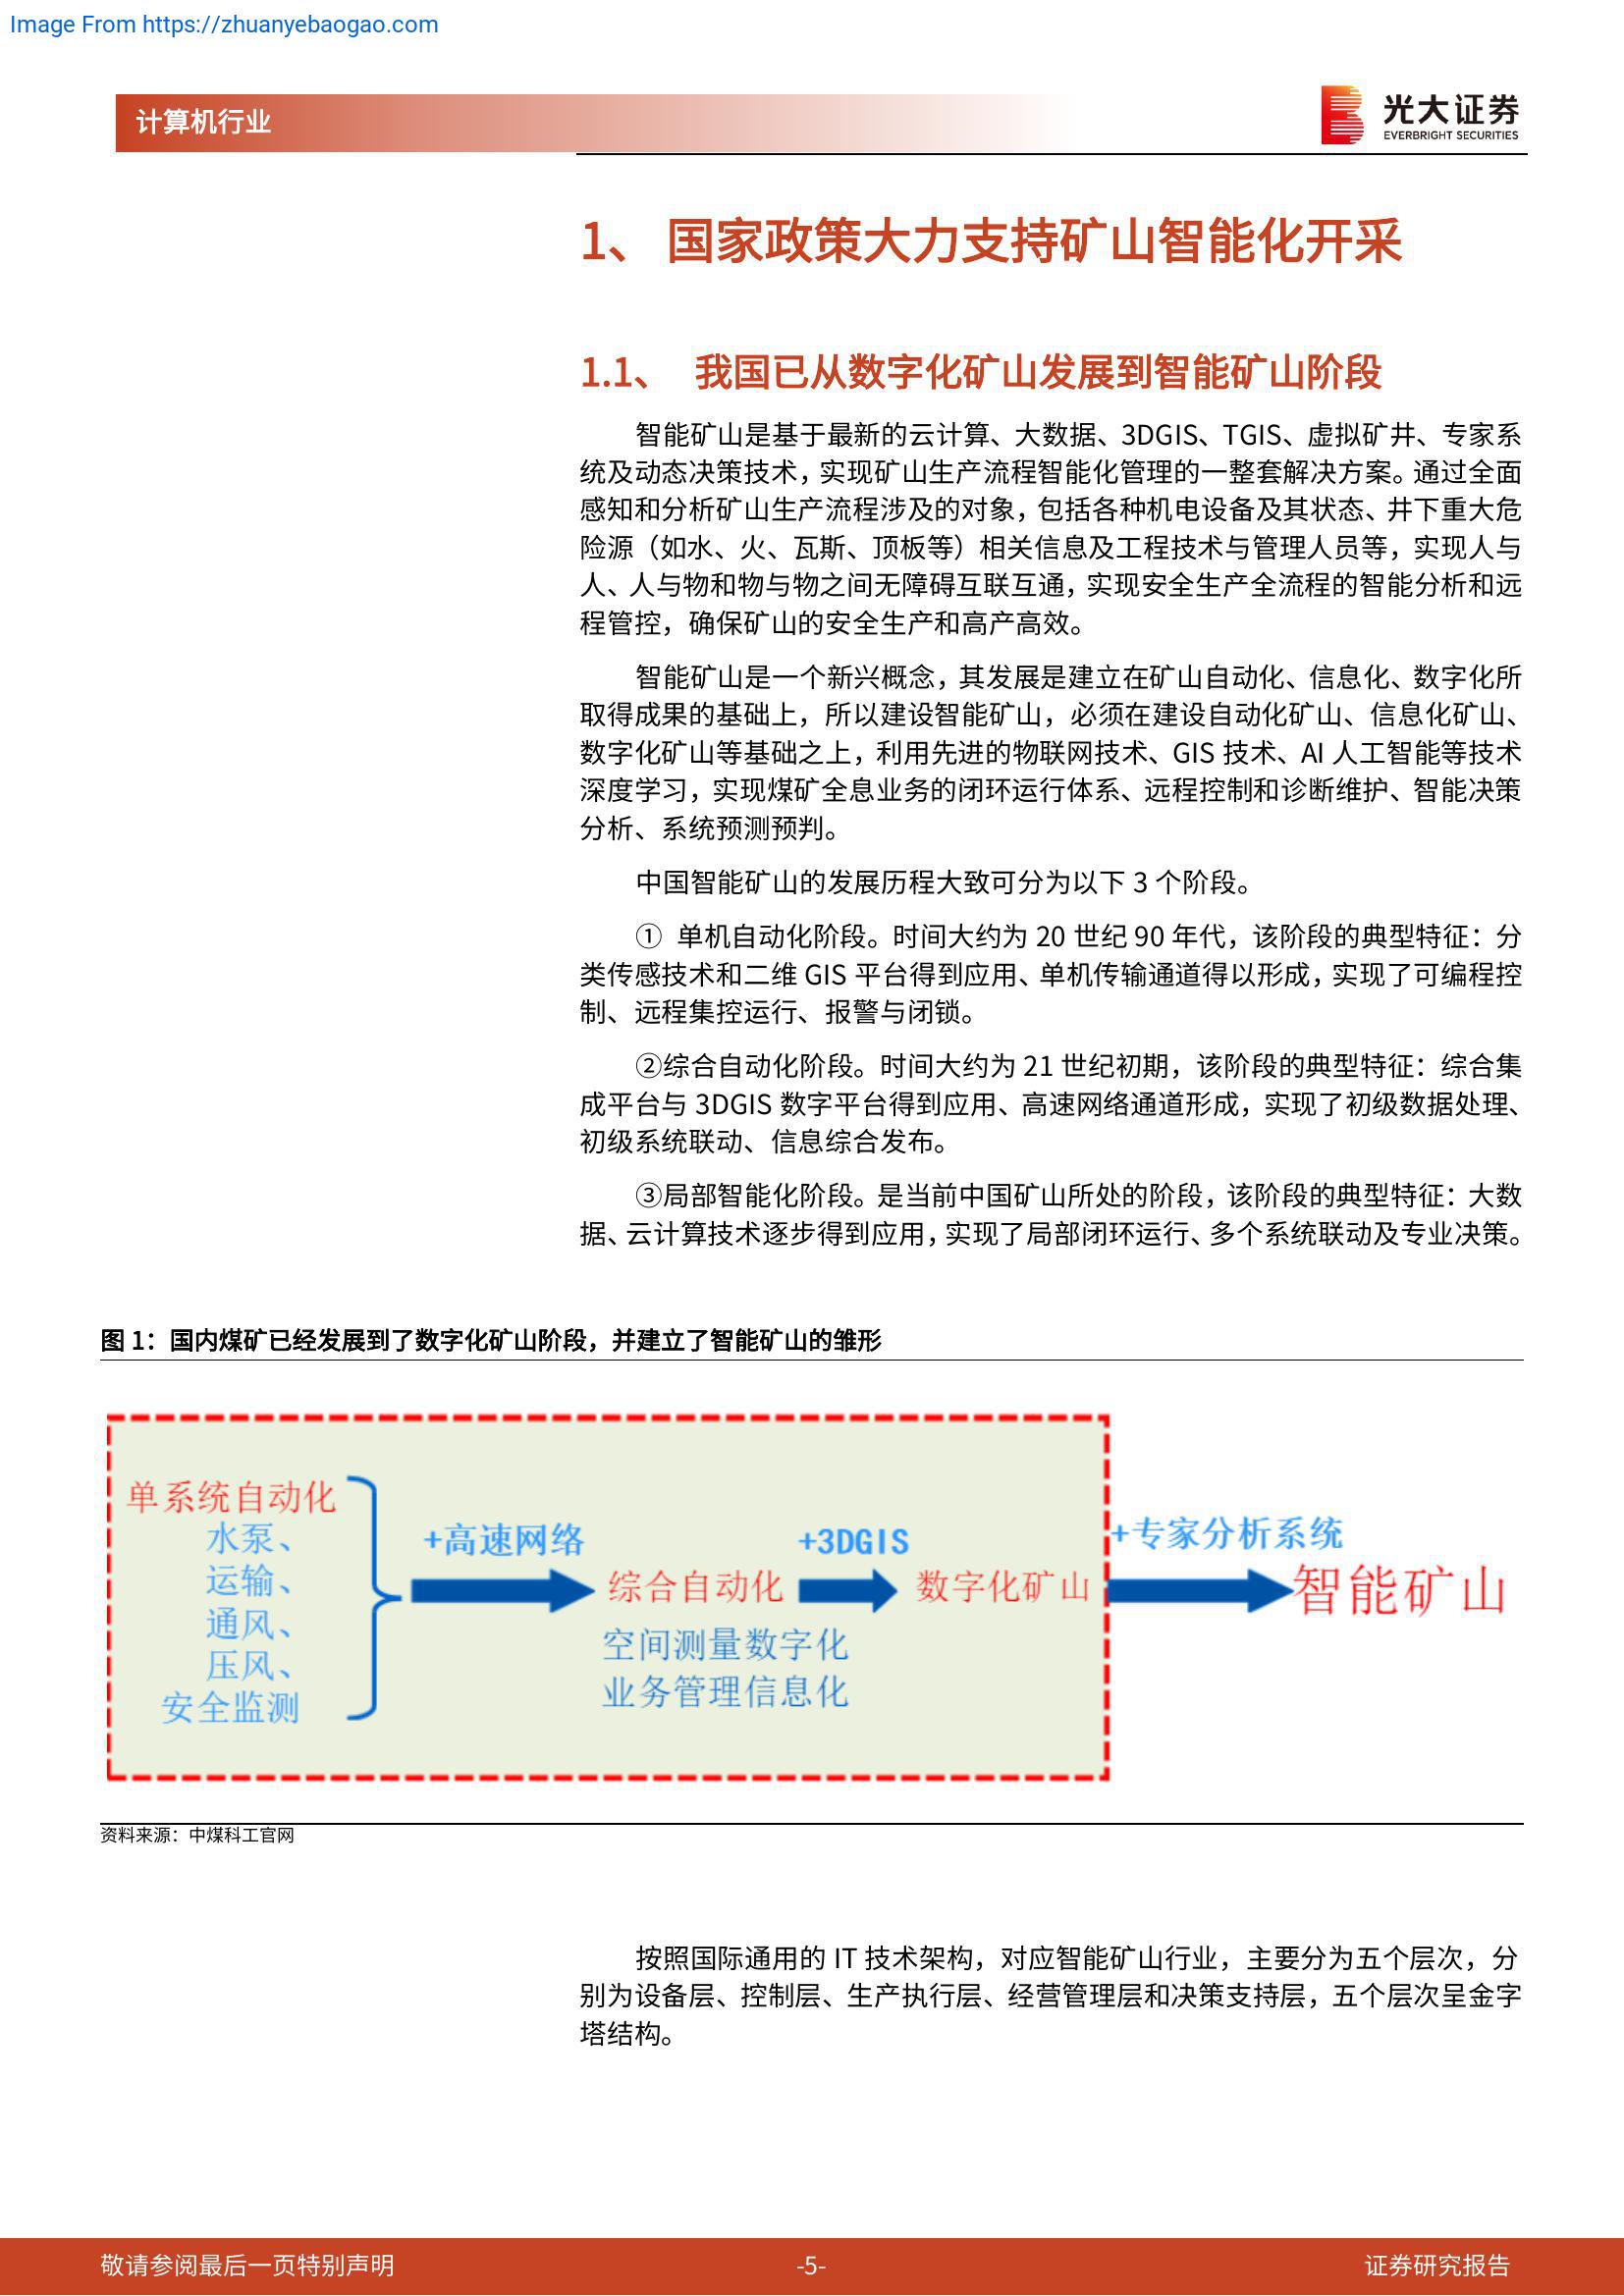 Image From https://zhuanyebaogao.com
计算机行业
光大证券
EVERBRIGHT SECURITIES
1、 国家政策大力支持矿山智能化开采
1.1、 我国已从数字化矿山发展到智能矿山阶段
智能矿山是基于最新的云计算、大数据、3DGIS、TGIS、虚拟矿井、专家系
统及动态决策技术，实现矿山生产流程智能化管理的一整套解决方案。通过全面
感知和分析矿山生产流程涉及的对象，包括各种机电设备及其状态、井下重大危
险源（如水、火、瓦斯、顶板等）相关信息及工程技术与管理人员等，实现人与
人、人与物和物与物之间无障碍互联互通，实现安全生产全流程的智能分析和远
程管控，确保矿山的安全生产和高产高效。
智能矿山是一个新兴概念，其发展是建立在矿山自动化、信息化、数字化所
取得成果的基础上，所以建设智能矿山，必须在建设自动化矿山、信息化矿山、
数字化矿山等基础之上，利用先进的物联网技术、GIS 技术、AI 人工智能等技术
深度学习，实现煤矿全息业务的闭环运行体系、远程控制和诊断维护、智能决策
分析、系统预测预判。
中国智能矿山的发展历程大致可分为以下 3 个阶段。
① 单机自动化阶段。时间大约为 20 世纪 90 年代，该阶段的典型特征：分
类传感技术和二维 GIS 平台得到应用、单机传输通道得以形成，实现了可编程控
制、远程集控运行、报警与闭锁。
②综合自动化阶段。时间大约为 21 世纪初期，该阶段的典型特征：综合集
成平台与 3DGIS 数字平台得到应用、高速网络通道形成，实现了初级数据处理、
初级系统联动、信息综合发布。
③局部智能化阶段。是当前中国矿山所处的阶段，该阶段的典型特征：大数
据、云计算技术逐步得到应用，实现了局部闭环运行、多个系统联动及专业决策。
图 1：国内煤矿已经发展到了数字化矿山阶段，并建立了智能矿山的雏形
单系统自动化
水泵、
运输、
通风、
压风、
安全监测
+高速网络
综合自动化
空间测量数字化
业务管理信息化
+3DGIS
数字化矿山
+专家分析系统
智能矿山
资料来源：中煤科工官网
按照国际通用的 IT 技术架构，对应智能矿山行业，主要分为五个层次，分
别为设备层、控制层、生产执行层、经营管理层和决策支持层，五个层次呈金字
塔结构。
敬请参阅最后一页特别声明
-5-
证券研究报告